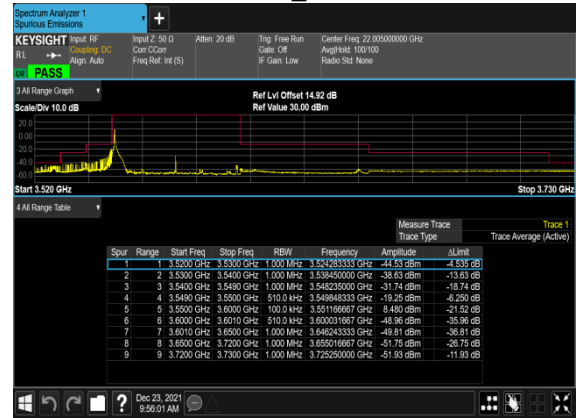 Spectrum Analyzer 1
Spurious Emissions
+
KEYSIGHT Input: RF Input Z: 50 Ω Atten: 20 dB Trig: Free Run Center Freq: 22.005000000 GHz
RL Coupling: DC Corr CCorr Gate: Off Avg|Hold: 100/100
Align: Auto Freq Ref: Int (S) IF Gain: Low Radio Std: None
PASS
3 All Range Graph
Ref Lvl Offset 14.92 dB
Scale/Div 10.0 dB Ref Value 30.00 dBm
20.0
0.00
-20.0
-40.0
-60.0
Start 3.520 GHz Stop 3.730 GHz
4 All Range Table
Measure Trace Trace 1
Trace Type Trace Average (Active)
Spur Range Start Freq Stop Freq RBW Frequency Amplitude ΔLimit
1 1 3.5200 GHz 3.5300 GHz 1.000 MHz 3.524283333 GHz -44.53 dBm -4.535 dB
2 2 3.5300 GHz 3.5400 GHz 1.000 MHz 3.538450000 GHz -38.63 dBm -13.63 dB
3 3 3.5400 GHz 3.5490 GHz 1.000 MHz 3.548235000 GHz -31.74 dBm -18.74 dB
4 4 3.5490 GHz 3.5500 GHz 510.0 kHz 3.549848333 GHz -19.25 dBm -6.250 dB
5 5 3.5500 GHz 3.6000 GHz 100.0 kHz 3.551166667 GHz 8.480 dBm -21.52 dB
6 6 3.6000 GHz 3.6010 GHz 510.0 kHz 3.600031667 GHz -48.96 dBm -35.96 dB
7 7 3.6010 GHz 3.6500 GHz 1.000 MHz 3.646243333 GHz -49.81 dBm -36.81 dB
8 8 3.6500 GHz 3.7200 GHz 1.000 MHz 3.655016667 GHz -51.75 dBm -26.75 dB
9 9 3.7200 GHz 3.7300 GHz 1.000 MHz 3.725250000 GHz -51.93 dBm -11.93 dB
? Dec 23, 2021
9:56:01 AM